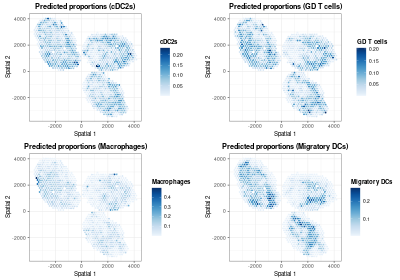 Predicted proportions (cDC2s)
4000
2000
0
-2000
-2000 0 2000 4000
Spatial 1
Spatial 2
cDC2s
0.20
0.15
0.10
0.05
Predicted proportions (GD T cells)
4000
2000
0
-2000
-2000 0 2000 4000
Spatial 1
Spatial 2
GD T cells
0.20
0.15
0.10
0.05
Predicted proportions (Macrophages)
4000
2000
0
-2000
-2000 0 2000 4000
Spatial 1
Spatial 2
Macrophages
0.4
0.3
0.2
0.1
Predicted proportions (Migratory DCs)
4000
2000
0
-2000
-2000 0 2000 4000
Spatial 1
Spatial 2
Migratory DCs
0.2
0.1